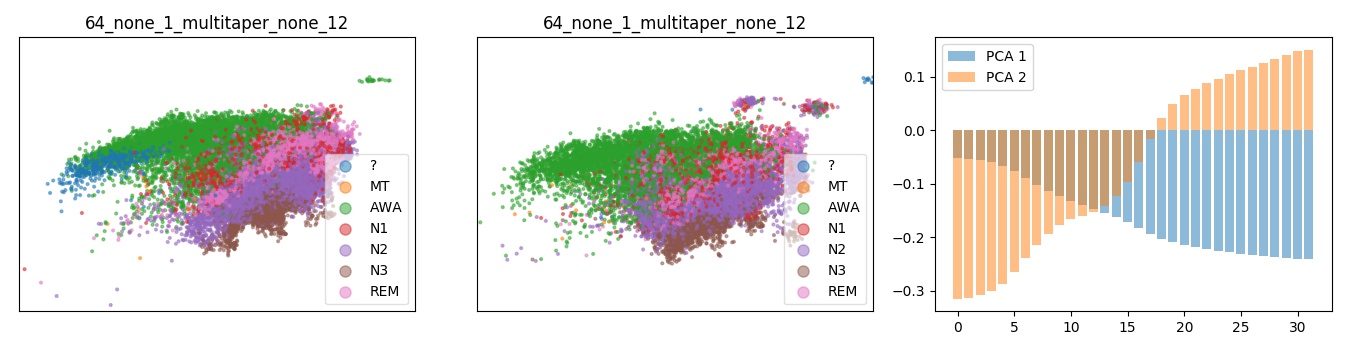 64_none_1_multitaper_none_12
?
MT
AWA
N1
N2
N3
REM
64_none_1_multitaper_none_12
?
MT
AWA
N1
N2
N3
REM
PCA 1
PCA 2
0.1
0.0
−0.1
−0.2
−0.3
0 5 10 15 20 25 30